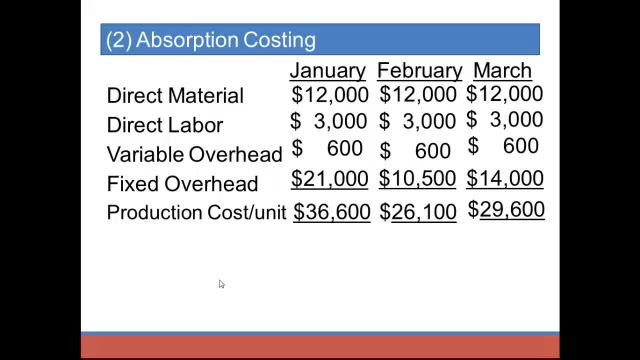 (2) Absorption Costing
January February March
Direct Material $12,000 $12,000 $12,000
Direct Labor $ 3,000 $ 3,000 $ 3,000
Variable Overhead $ 600 $ 600 $ 600
Fixed Overhead $21,000 $10,500 $14,000
Production Cost/unit $36,600 $26,100 $29,600